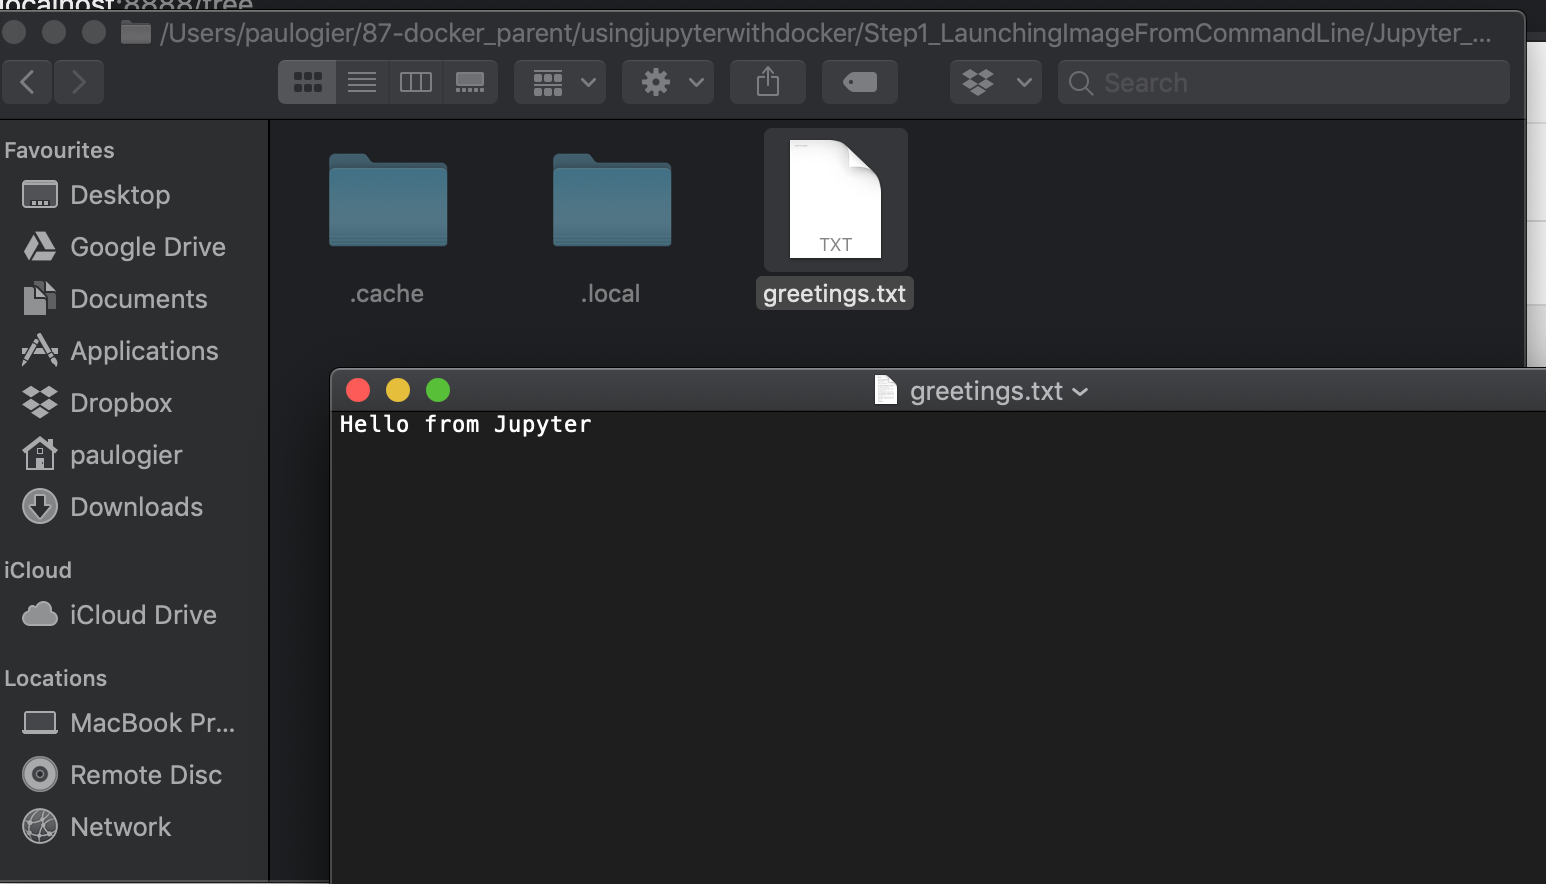 localhost:8888/tree
/Users/paulogier/87-docker_parent/usingjupyterwithdocker/Step1_LaunchingImageFromCommandLine/Jupyter_...
Search
Favourites
Desktop
Google Drive
Documents
Applications
Dropbox
paulogier
Downloads
iCloud
iCloud Drive
Locations
MacBook Pr...
Remote Disc
Network
.cache
.local
TXT
greetings.txt
greetings.txt
Hello from Jupyter